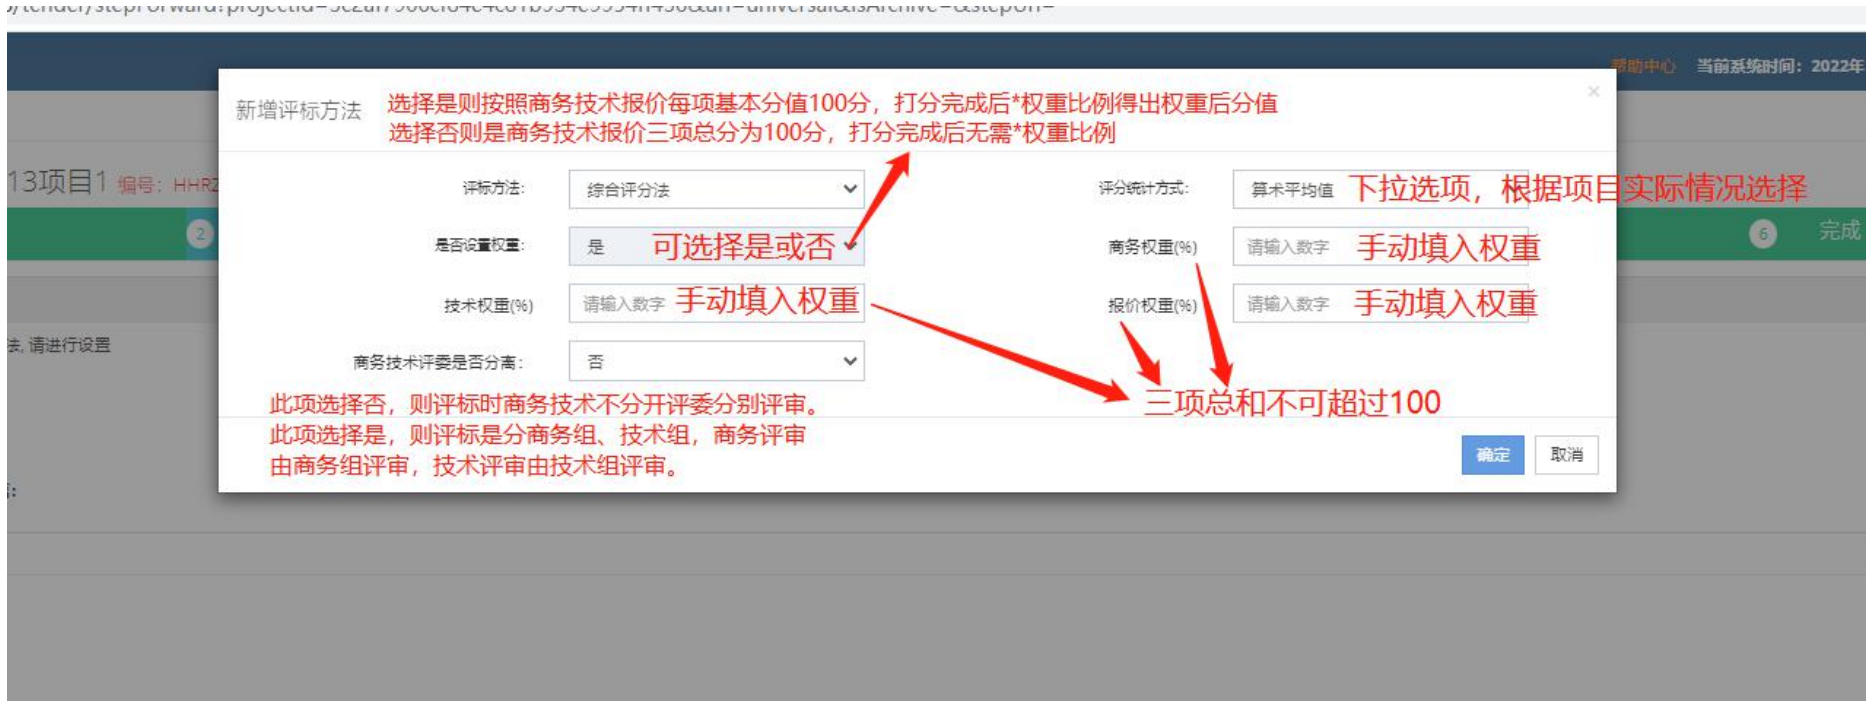 帮助中心 当前系统时间：2022年
新增评标方法
选择是则按照商务技术报价每项基本分值100分，打分完成后*权重比例得出权重后分值
选择否则是商务技术报价三项总分为100分，打分完成后无需*权重比例
×
13项目1 编号：HHRZ
评标方法： 综合评分法
评分统计方式： 算术平均值 下拉选项，根据项目实际情况选择
2
6 完成
是否设置权重： 是 可选择是或否
商务权重(%) 请输入数字 手动填入权重
技术权重(%) 请输入数字 手动填入权重
报价权重(%) 请输入数字 手动填入权重
法,请进行设置
商务技术评委是否分离： 否
三项总和不可超过100
此项选择否，则评标时商务技术不分开评委分别评审。
此项选择是，则评标是分商务组、技术组，商务评审
由商务组评审，技术评审由技术组评审。
确定 取消